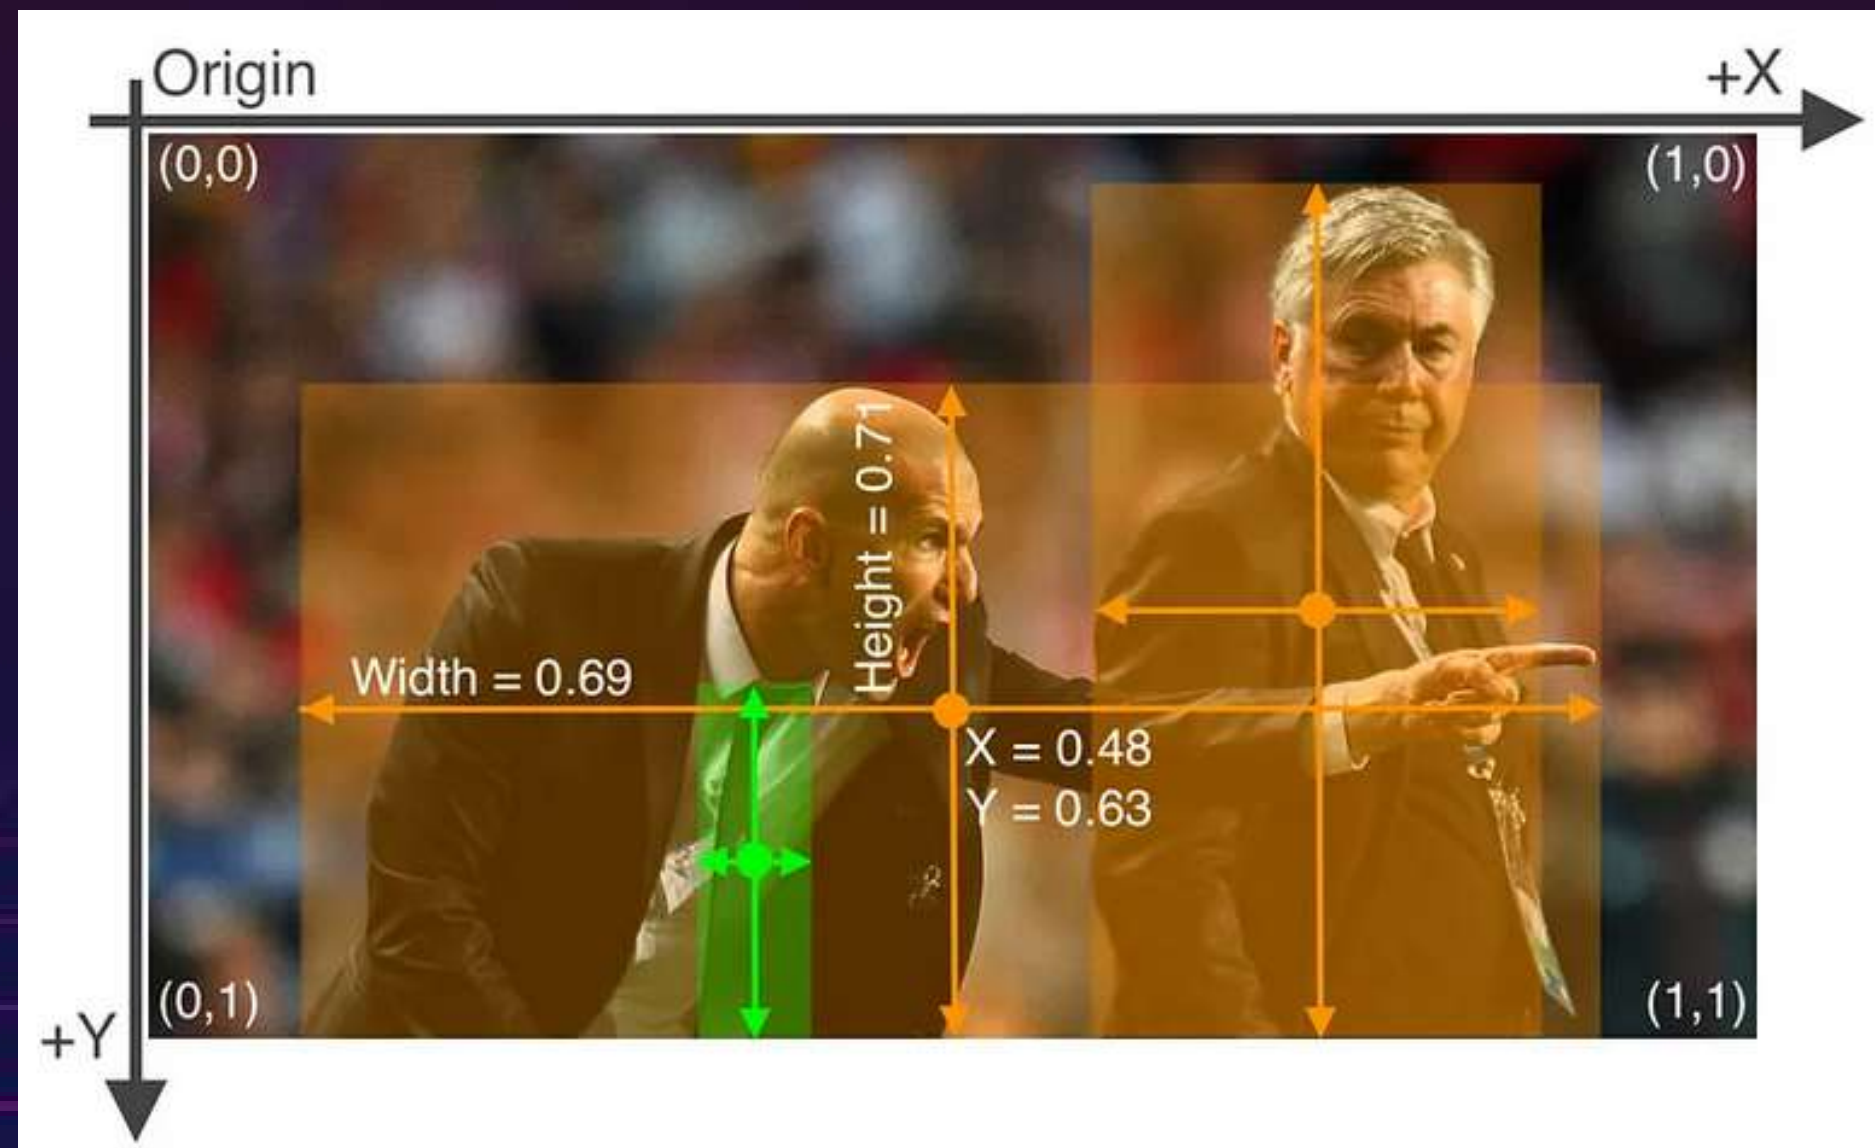 Origin
+X
(0,0)
(1,0)
Height = 0.71
Width = 0.69
X = 0.48
Y = 0.63
(0,1)
(1,1)
+Y